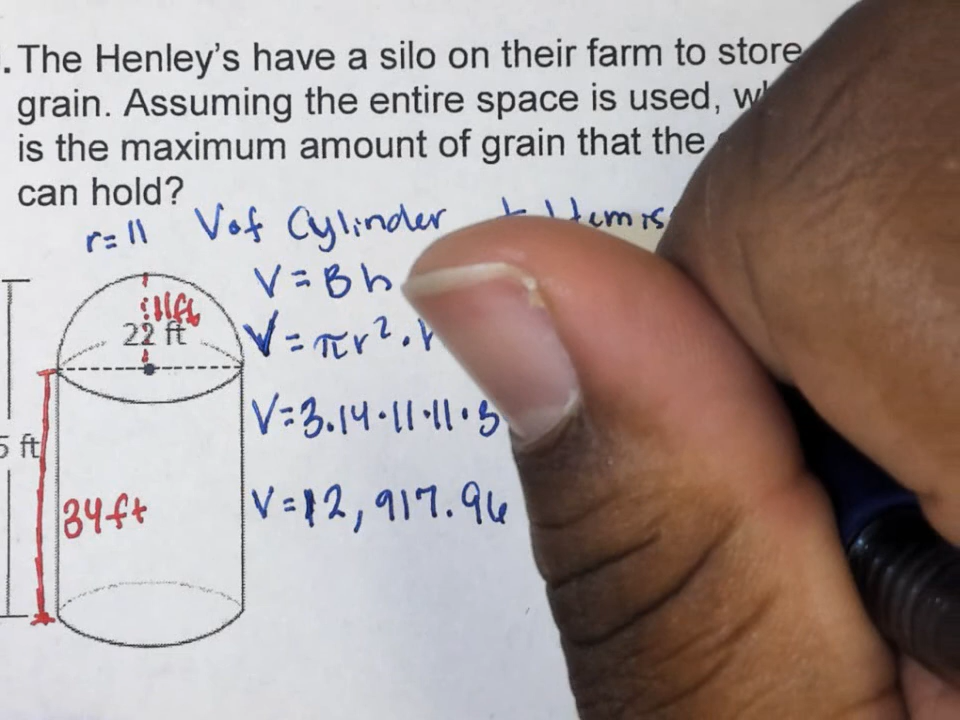 . The Henley's have a silo on their farm to store
grain. Assuming the entire space is used,
is the maximum amount of grain that the
can hold?
r=11 V of Cylinder +
V = Bh
11ft
22 ft
V = πr².
V=3.14·11·11·3
5 ft
34ft
V=12,917.96